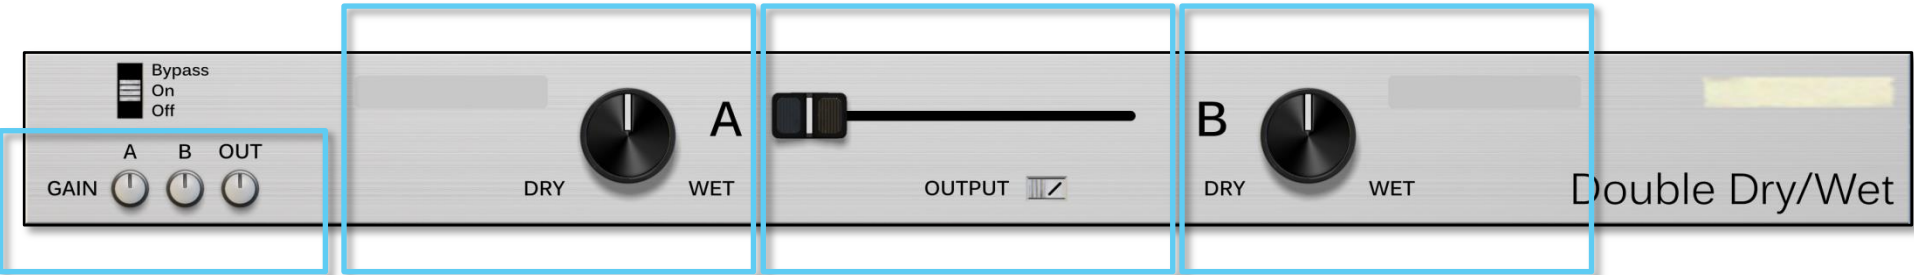 Bypass
On
Off
A B OUT
GAIN
A
DRY WET
OUTPUT
B
DRY WET
Double Dry/Wet